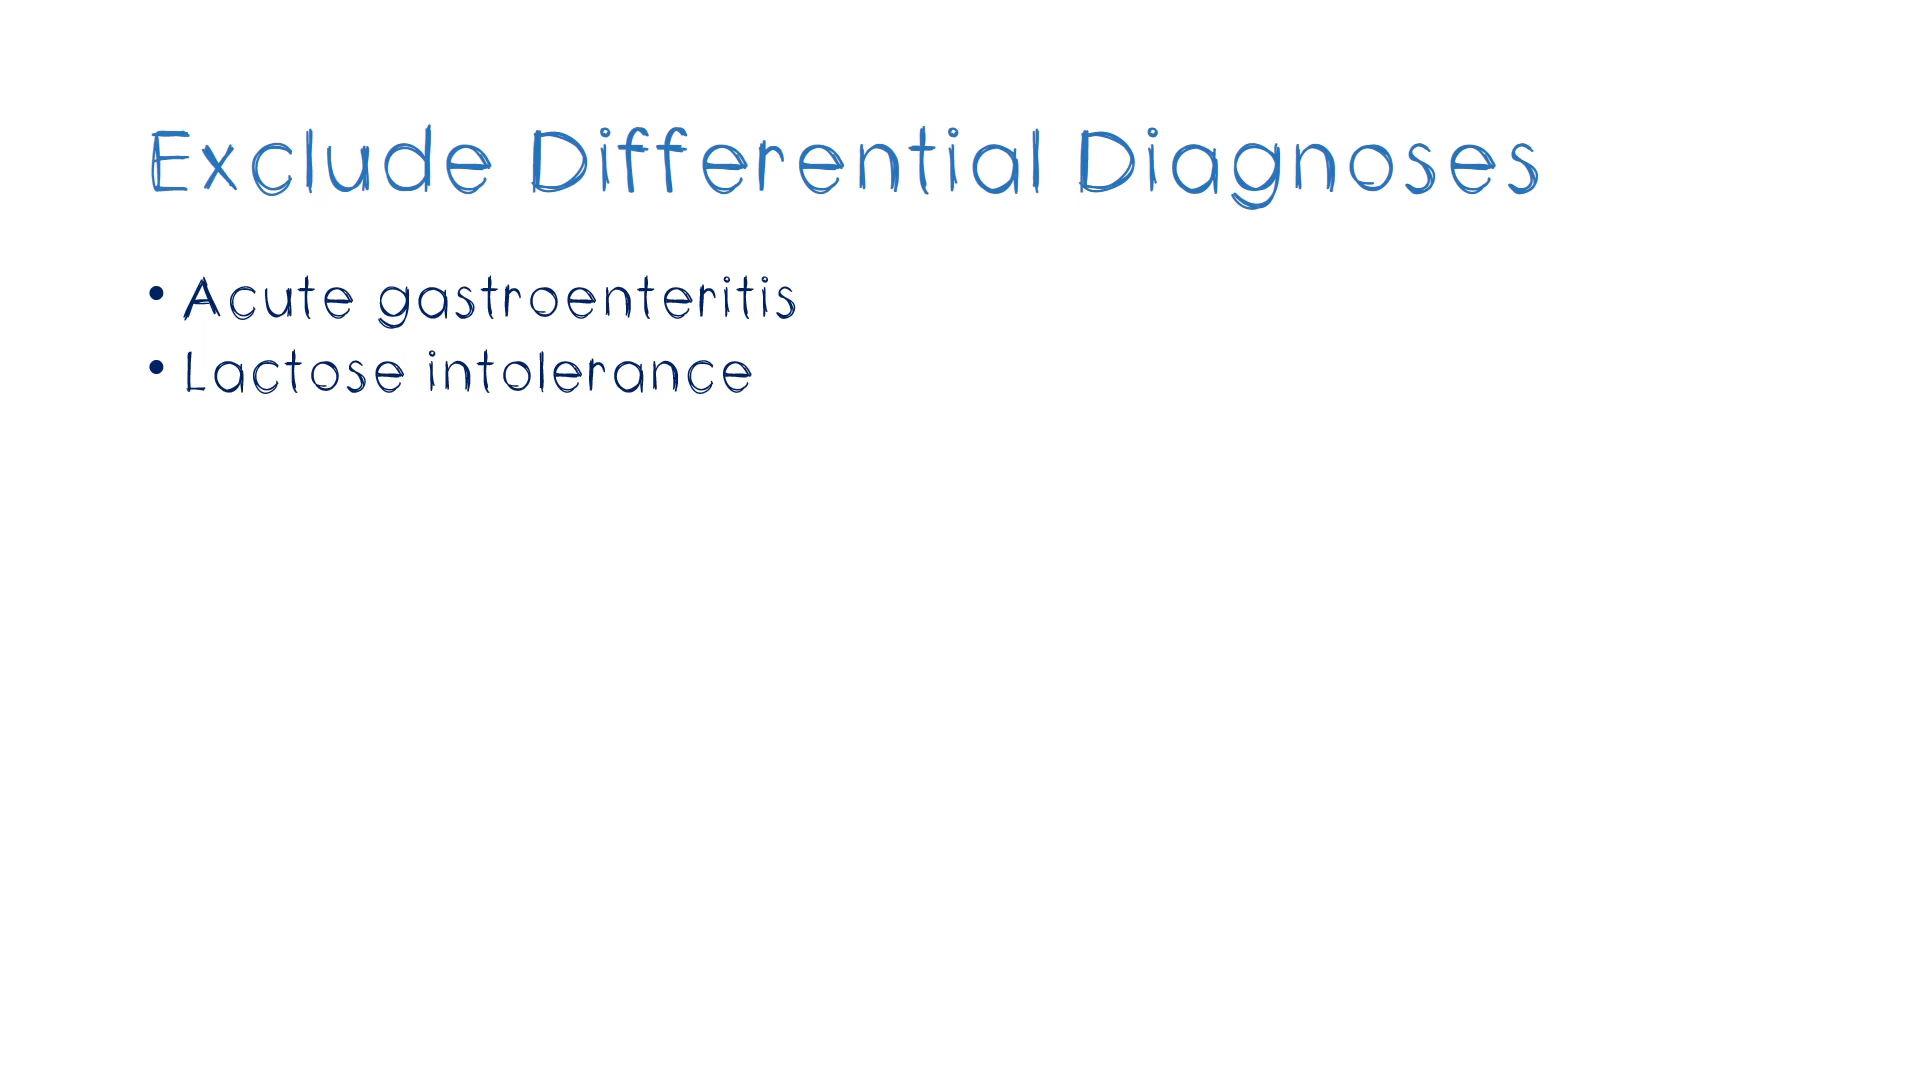 Exclude Differential Diagnoses
• Acute gastroenteritis
• Lactose intolerance